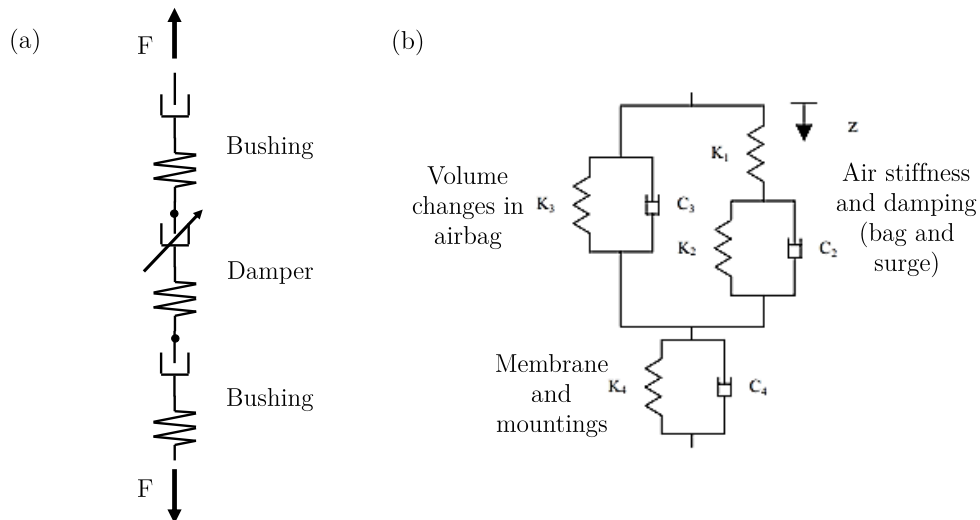 (a)
F
Bushing
Damper
Bushing
F
(b)
z
K₁
Volume
changes in
airbag
K₃
C₃
K₂
C₂
Air stiffness
and damping
(bag and
surge)
Membrane
and
mountings
K₄
C₄